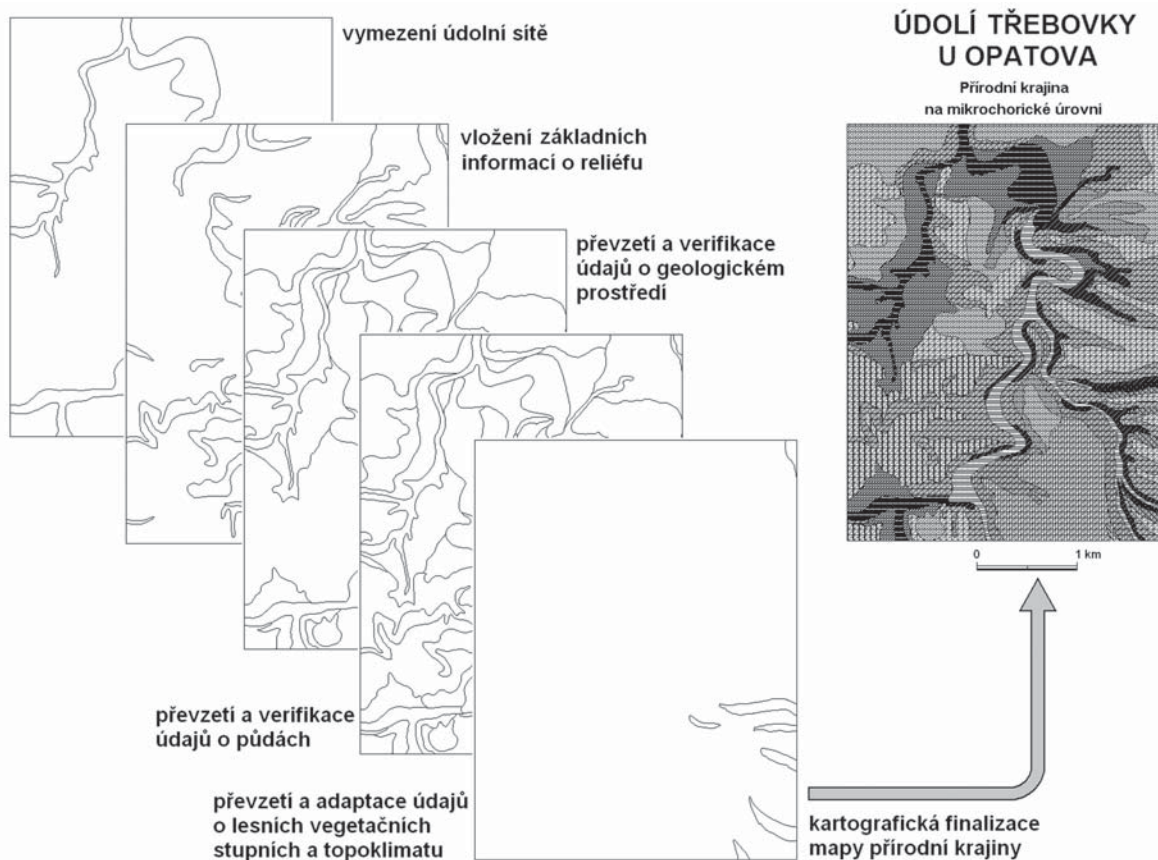 vymezení údolní sítě
vložení základních
informací o reliéfu
převzetí a verifikace
údajů o geologickém
prostředí
převzetí a verifikace
údajů o půdách
převzetí a adaptace údajů
o lesních vegetačních
stupních a topoklimatu
ÚDOLÍ TŘEBOVKY
U OPATOVA
Přírodní krajina
na mikrochorické úrovni
0 1 km
kartografická finalizace
mapy přírodní krajiny